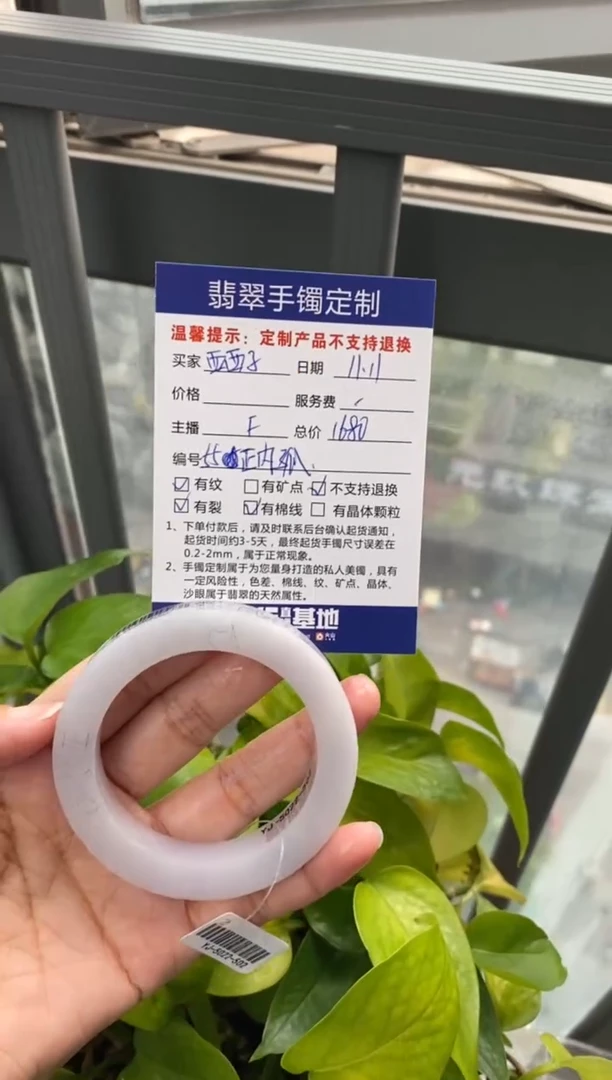 翡翠手镯定制
温馨提示：定制产品不支持退换
买家 西西子 日期 11.11
价格 服务费
主播 F 总价 1680
编号 55 正内
☑有纹 ☐有矿点 ☑不支持退换
☑有裂 ☑有棉线 ☐有晶体颗粒
1、下单付款后，请及时联系后台确认起货通知，
起货时间约3-5天，最终起货手镯尺寸误差在
0.2-2mm，属于正常现象。
2、手镯定制属于为您量身打造的私人美镯，具有
一定风险性，色差、棉线、纹、矿点、晶体、
沙眼属于翡翠的天然属性。
基地